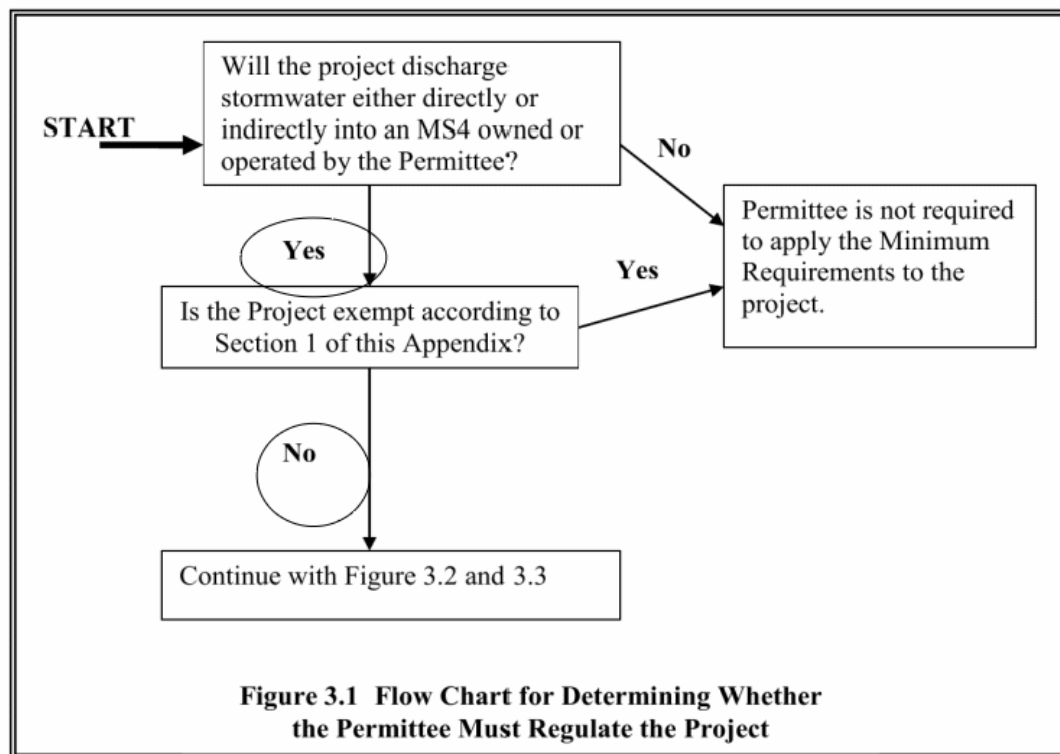 START
Will the project discharge
stormwater either directly or
indirectly into an MS4 owned or
operated by the Permittee?
No
Permittee is not required
to apply the Minimum
Requirements to the
project.
Yes
Yes
Is the Project exempt according to
Section 1 of this Appendix?
No
Continue with Figure 3.2 and 3.3
Figure 3.1 Flow Chart for Determining Whether
the Permittee Must Regulate the Project